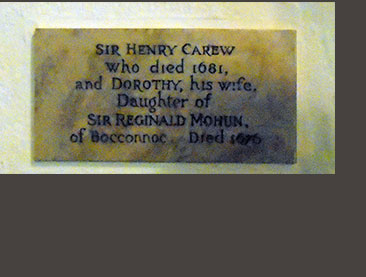 SIR HENRY CAREW
who died 1681,
and DOROTHY, his wife,
Daughter of
SIR REGINALD MOHUN,
of Bocconnoc Died 1676